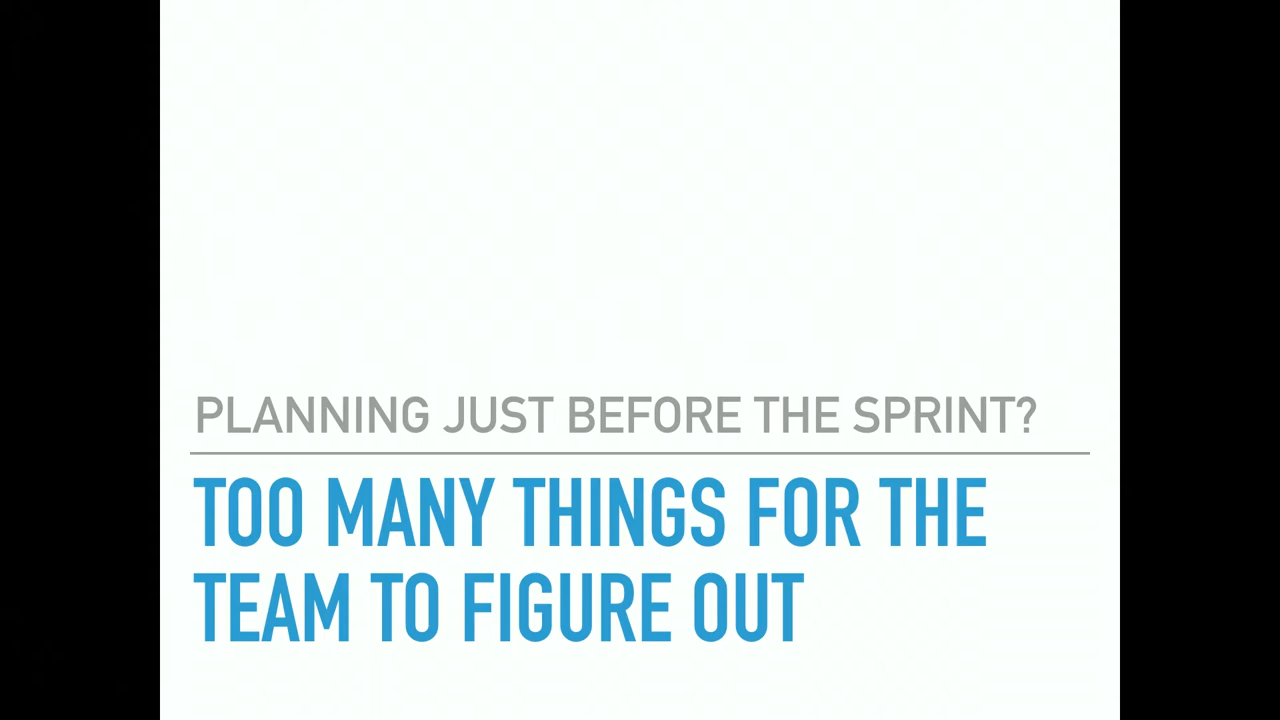 PLANNING JUST BEFORE THE SPRINT?
TOO MANY THINGS FOR THE
TEAM TO FIGURE OUT